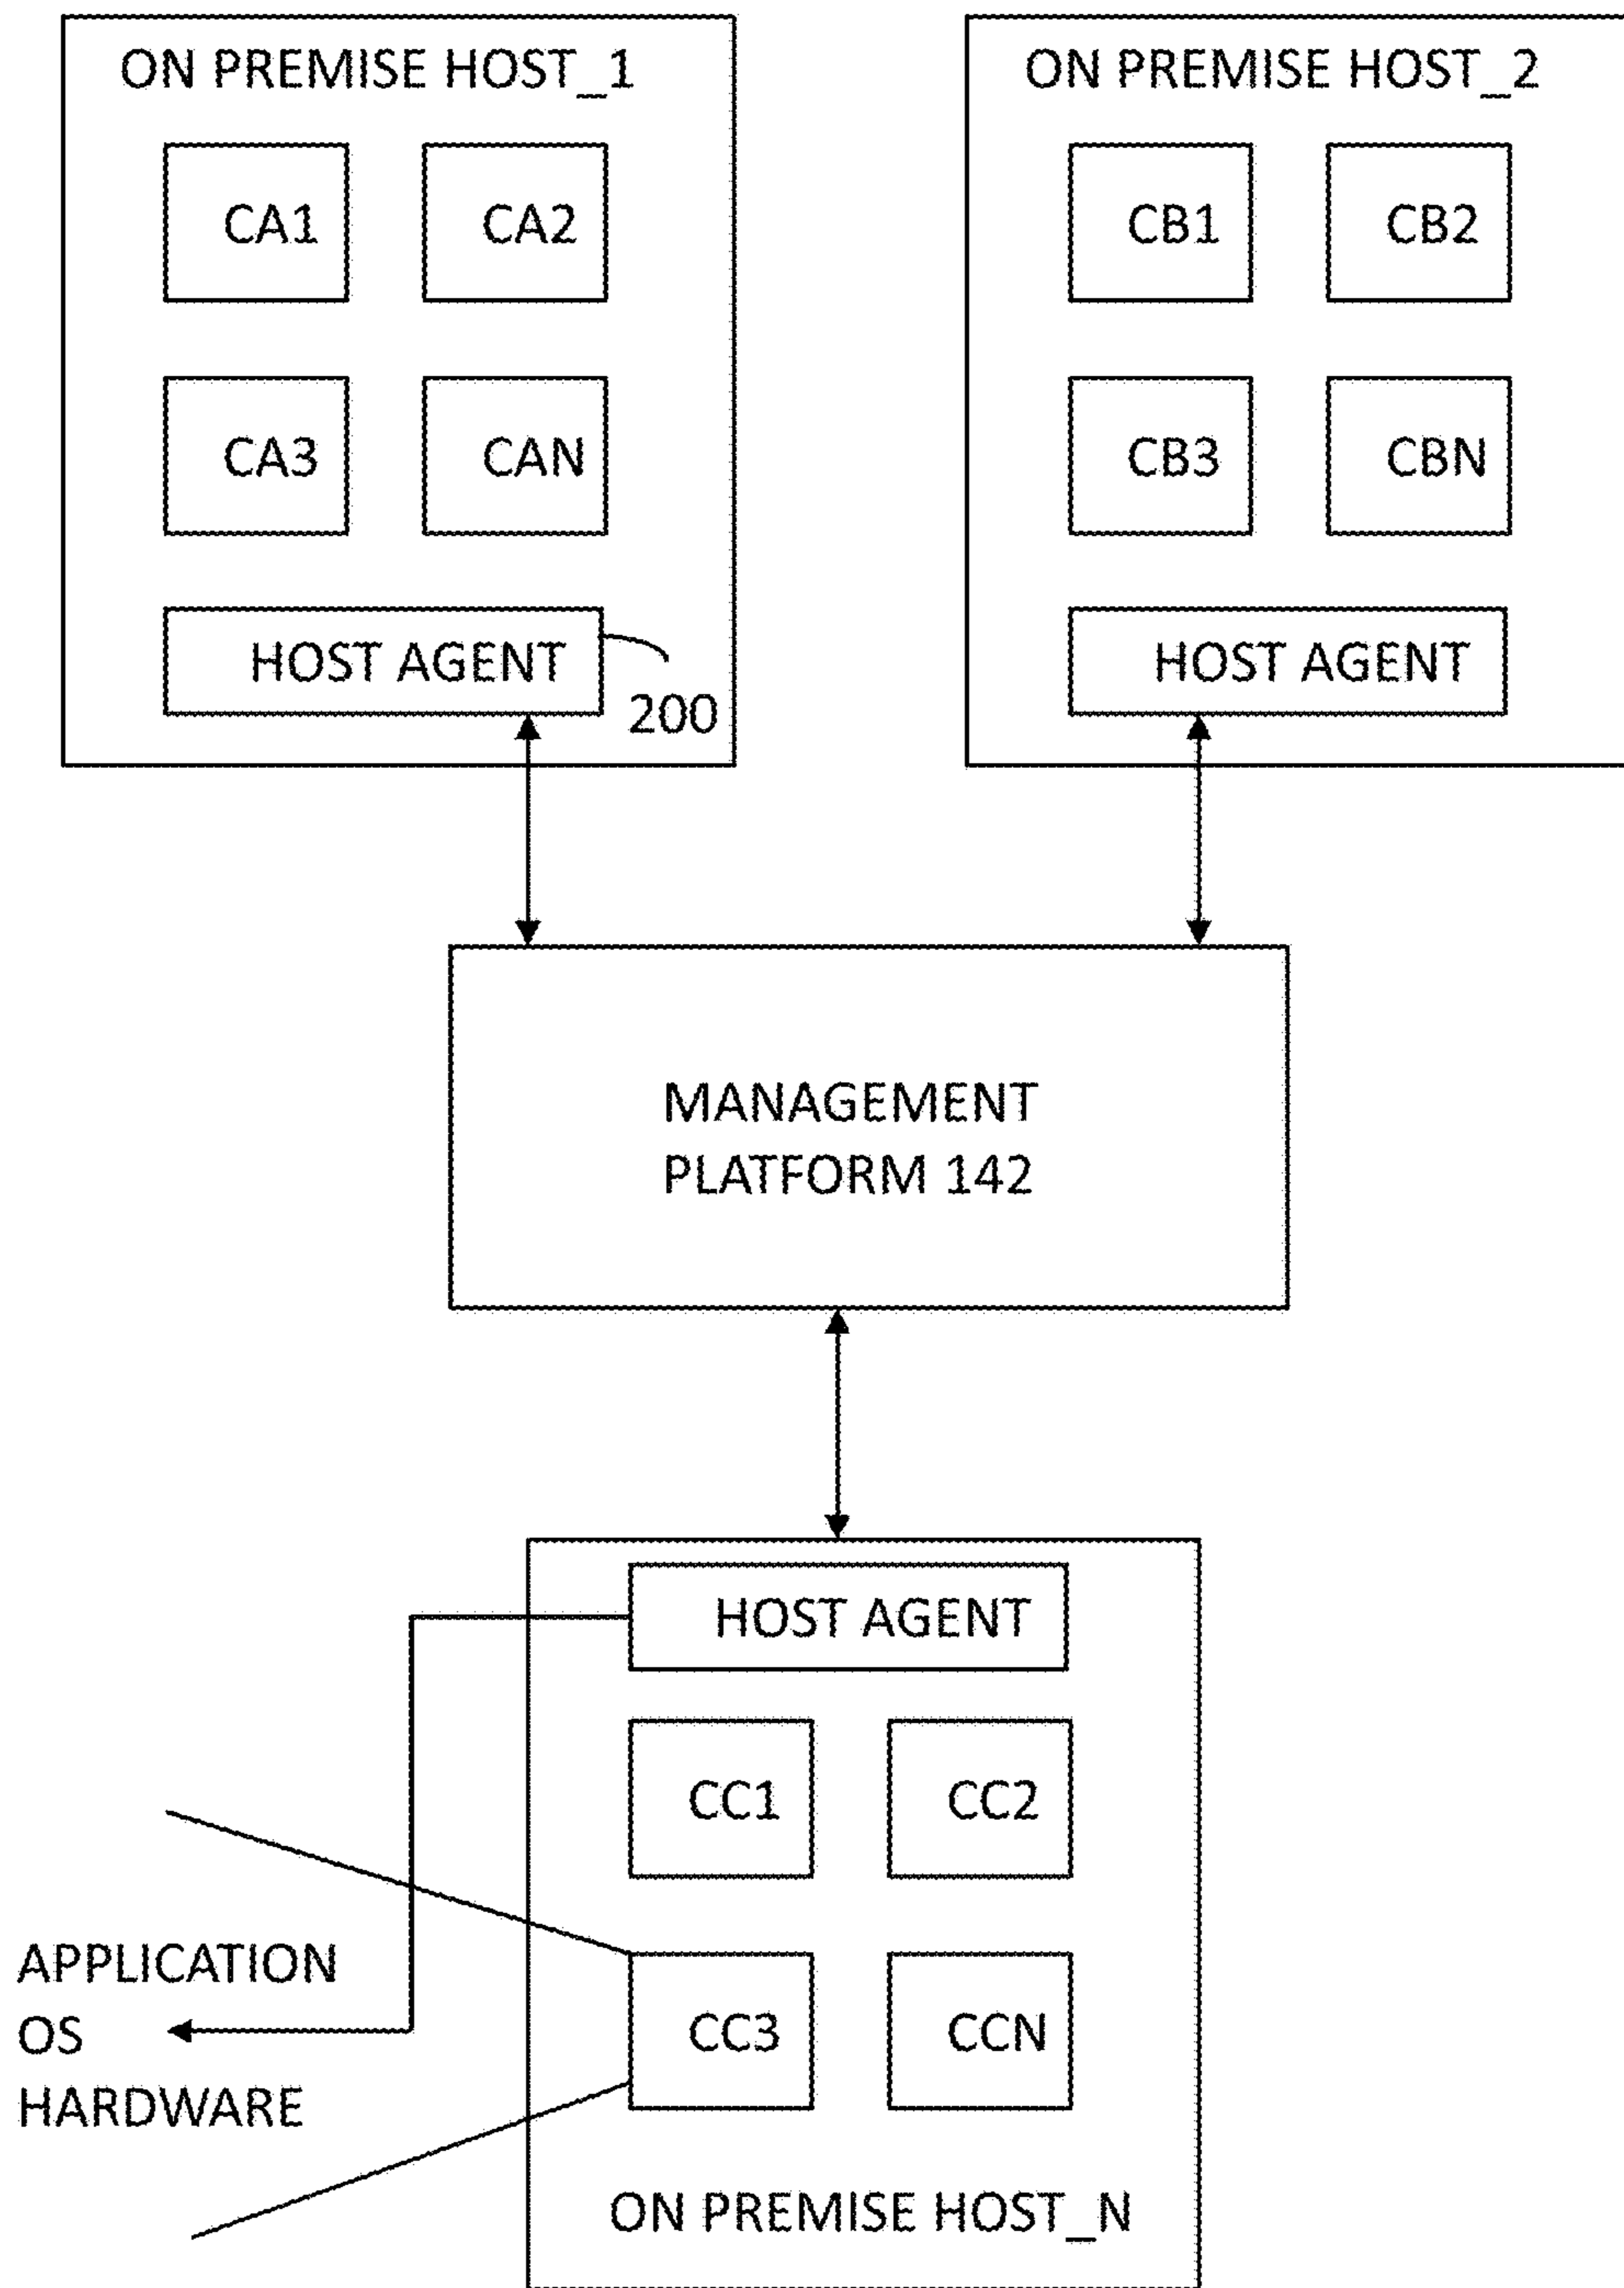 ON PREMISE HOST_1
CA1 CA2
CA3 CAN
HOST AGENT
200
ON PREMISE HOST_2
CB1 CB2
CB3 CBN
HOST AGENT
MANAGEMENT
PLATFORM 142
HOST AGENT
CC1 CC2
CC3 CCN
ON PREMISE HOST_N
APPLICATION
OS
HARDWARE